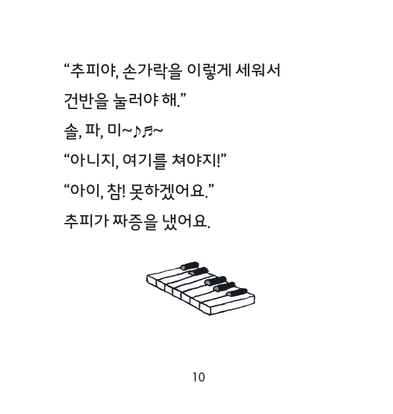 “추피야, 손가락을 이렇게 세워서
건반을 눌러야 해.”
솔, 파, 미~♪♬~
“아니지, 여기를 쳐야지!”
“아이, 참! 못하겠어요.”
추피가 짜증을 냈어요.
10